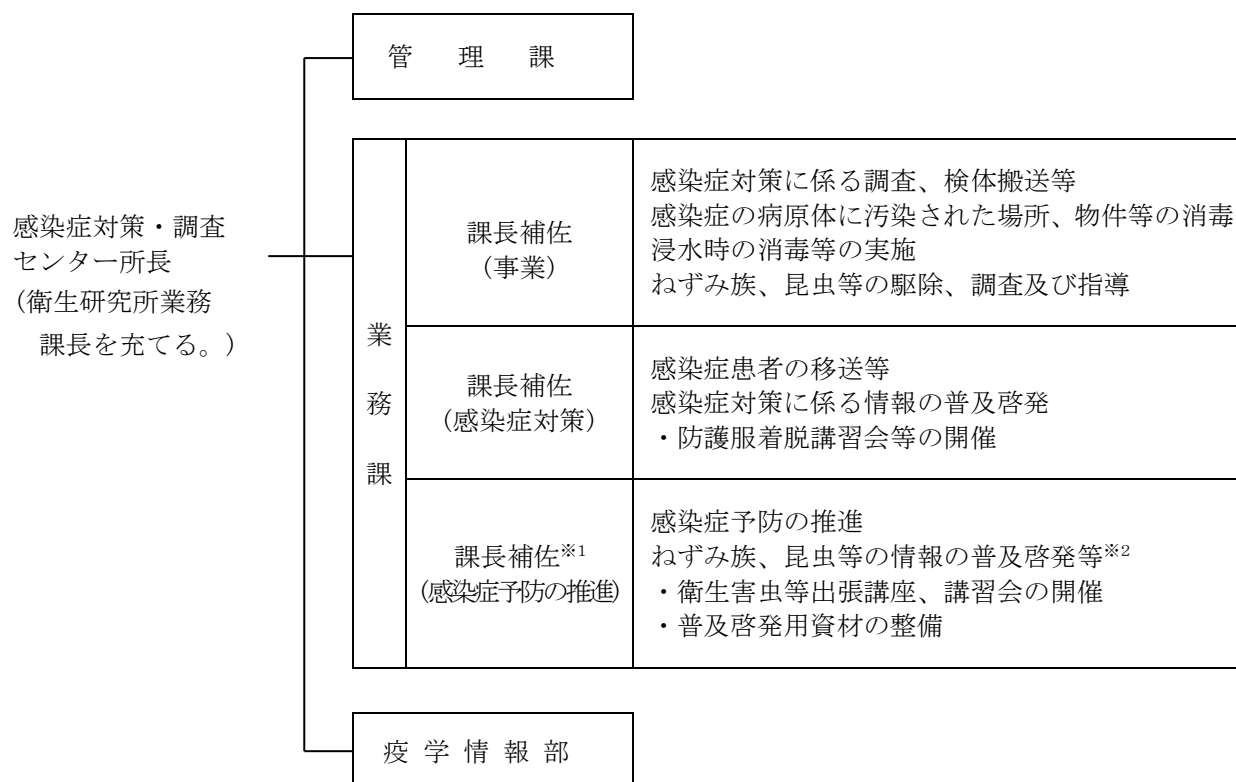 管 理 課
感染症対策・調査
センター所長
(衛生研究所業務
課長を充てる。)
業
務
課
課長補佐
(事業)
感染症対策に係る調査、検体搬送等
感染症の病原体に汚染された場所、物件等の消毒
浸水時の消毒等の実施
ねずみ族、昆虫等の駆除、調査及び指導
課長補佐
(感染症対策)
感染症患者の移送等
感染症対策に係る情報の普及啓発
・防護服着脱講習会等の開催
課長補佐※1
(感染症予防の推進)
感染症予防の推進
ねずみ族、昆虫等の情報の普及啓発等※2
・衛生害虫等出張講座、講習会の開催
・普及啓発用資材の整備
疫 学 情 報 部